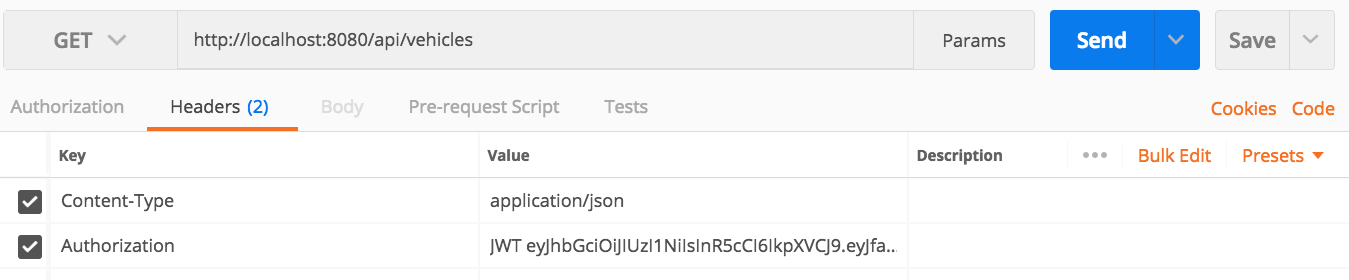 GET http://localhost:8080/api/vehicles Params Send Save
Authorization Headers (2) Body Pre-request Script Tests Cookies Code
Key Value Description ••• Bulk Edit Presets
Content-Type application/json
Authorization JWT eyJhbGciOiJIUzI1NiIsInR5cCI6IkpXVCJ9.eyJfa...